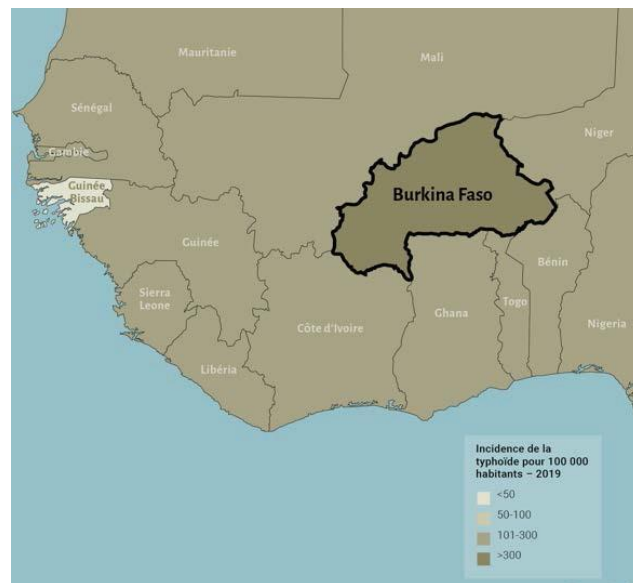 Mauritanie
Mali
Sénégal
Niger
Gambie
Burkina Faso
Guinée
Bissau
Guinée
Bénin
Sierra
Leone
Côte d'Ivoire
Ghana
Togo
Nigeria
Libéria
Incidence de la
typhoïde pour 100 000
habitants – 2019
<50
50-100
101-300
>300